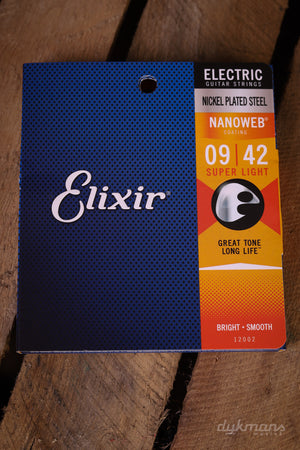 ELECTRIC
GUITAR STRINGS
NICKEL PLATED STEEL
NANOWEB®
COATING
09 | 42
SUPER LIGHT
Elixir®
GREAT TONE
LONG LIFE™
BRIGHT • SMOOTH
12002
dykmans